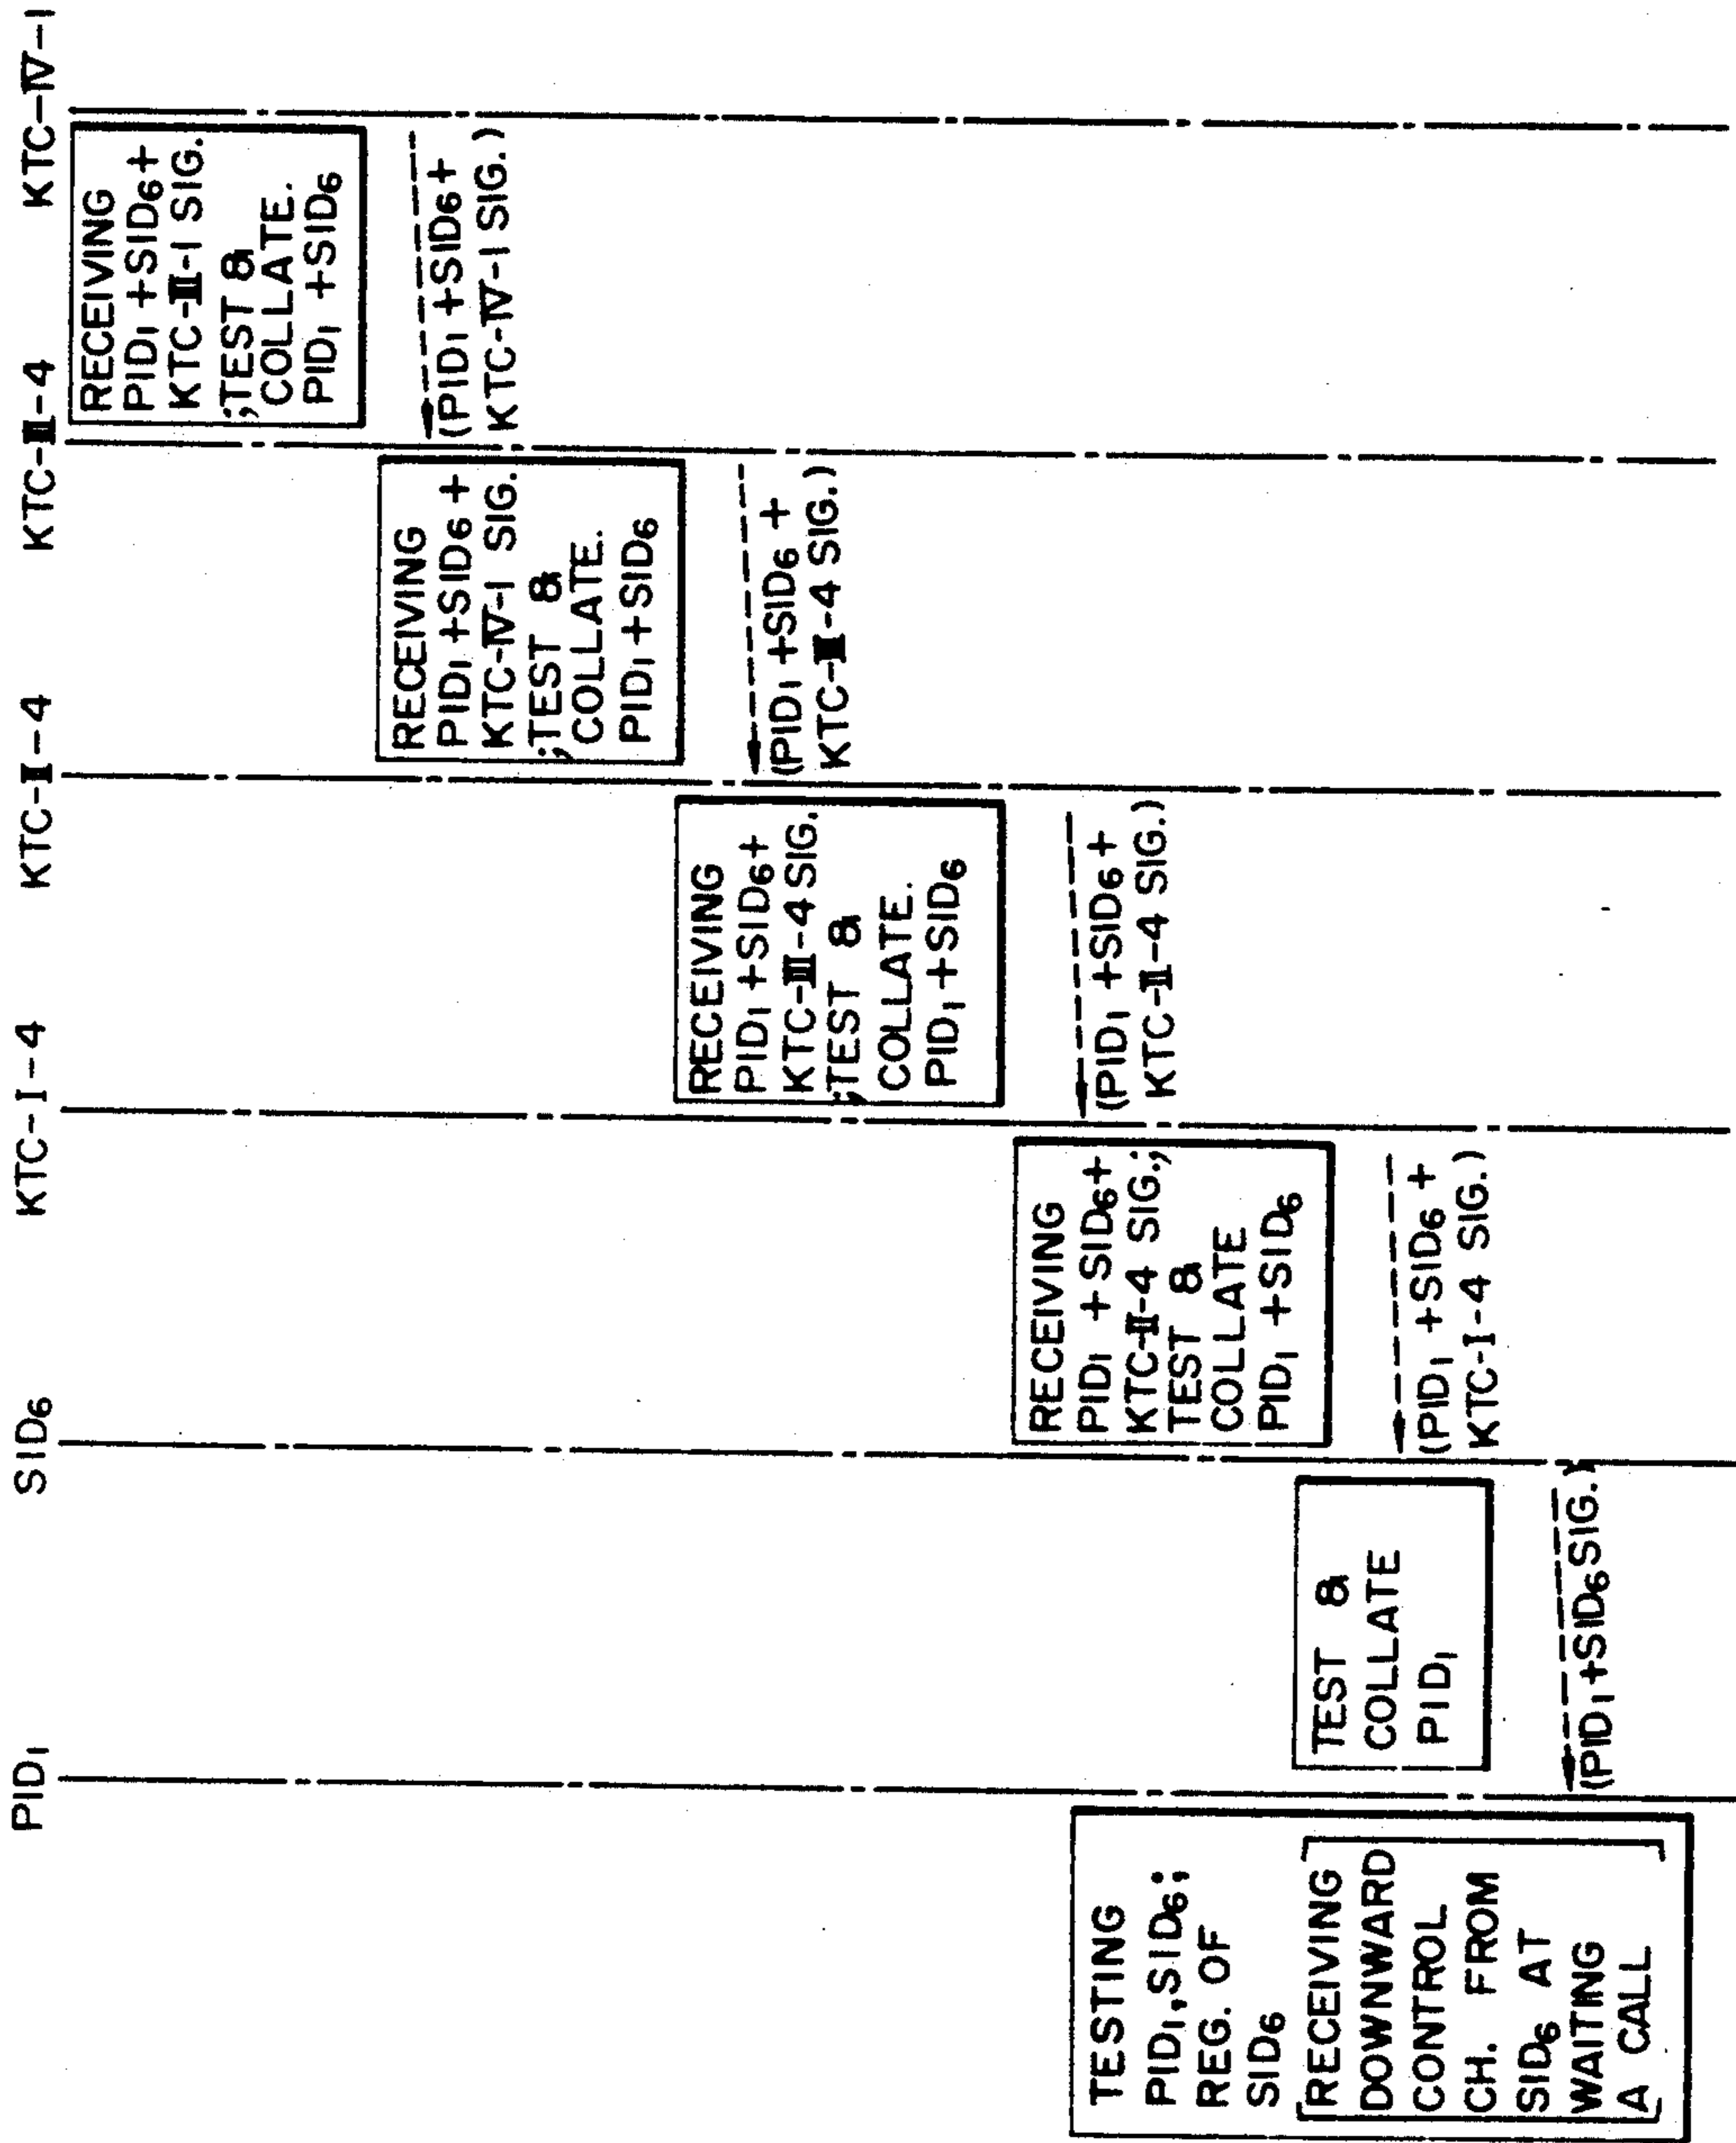 PID₁ SID₆ KTC-I-4 KTC-II-4 KTC-III-4 KTC-IV-1
RECEIVING
PID₁ + SID₆ +
KTC-III-1 SIG.
;TEST &
COLLATE.
PID₁ + SID₆
(PID₁ + SID₆ +
KTC-IV-1 SIG.)
RECEIVING
PID₁ + SID₆ +
KTC-IV-1 SIG.
;TEST &
COLLATE.
PID₁ + SID₆
(PID₁ + SID₆ +
KTC-III-4 SIG.)
RECEIVING
PID₁ + SID₆ +
KTC-III-4 SIG.
;TEST &
COLLATE.
PID₁ + SID₆
(PID₁ + SID₆ +
KTC-II-4 SIG.)
RECEIVING
PID₁ + SID₆ +
KTC-II-4 SIG.;
TEST &
COLLATE
PID₁ + SID₆
(PID₁ + SID₆ +
KTC-I-4 SIG.)
TEST &
COLLATE
PID₁
(PID₁ + SID₆ SIG.)
TESTING
PID₁, SID₆;
REG. OF
SID₆
[RECEIVING
DOWNWARD
CONTROL
CH. FROM
SID₆ AT
WAITING
A CALL]